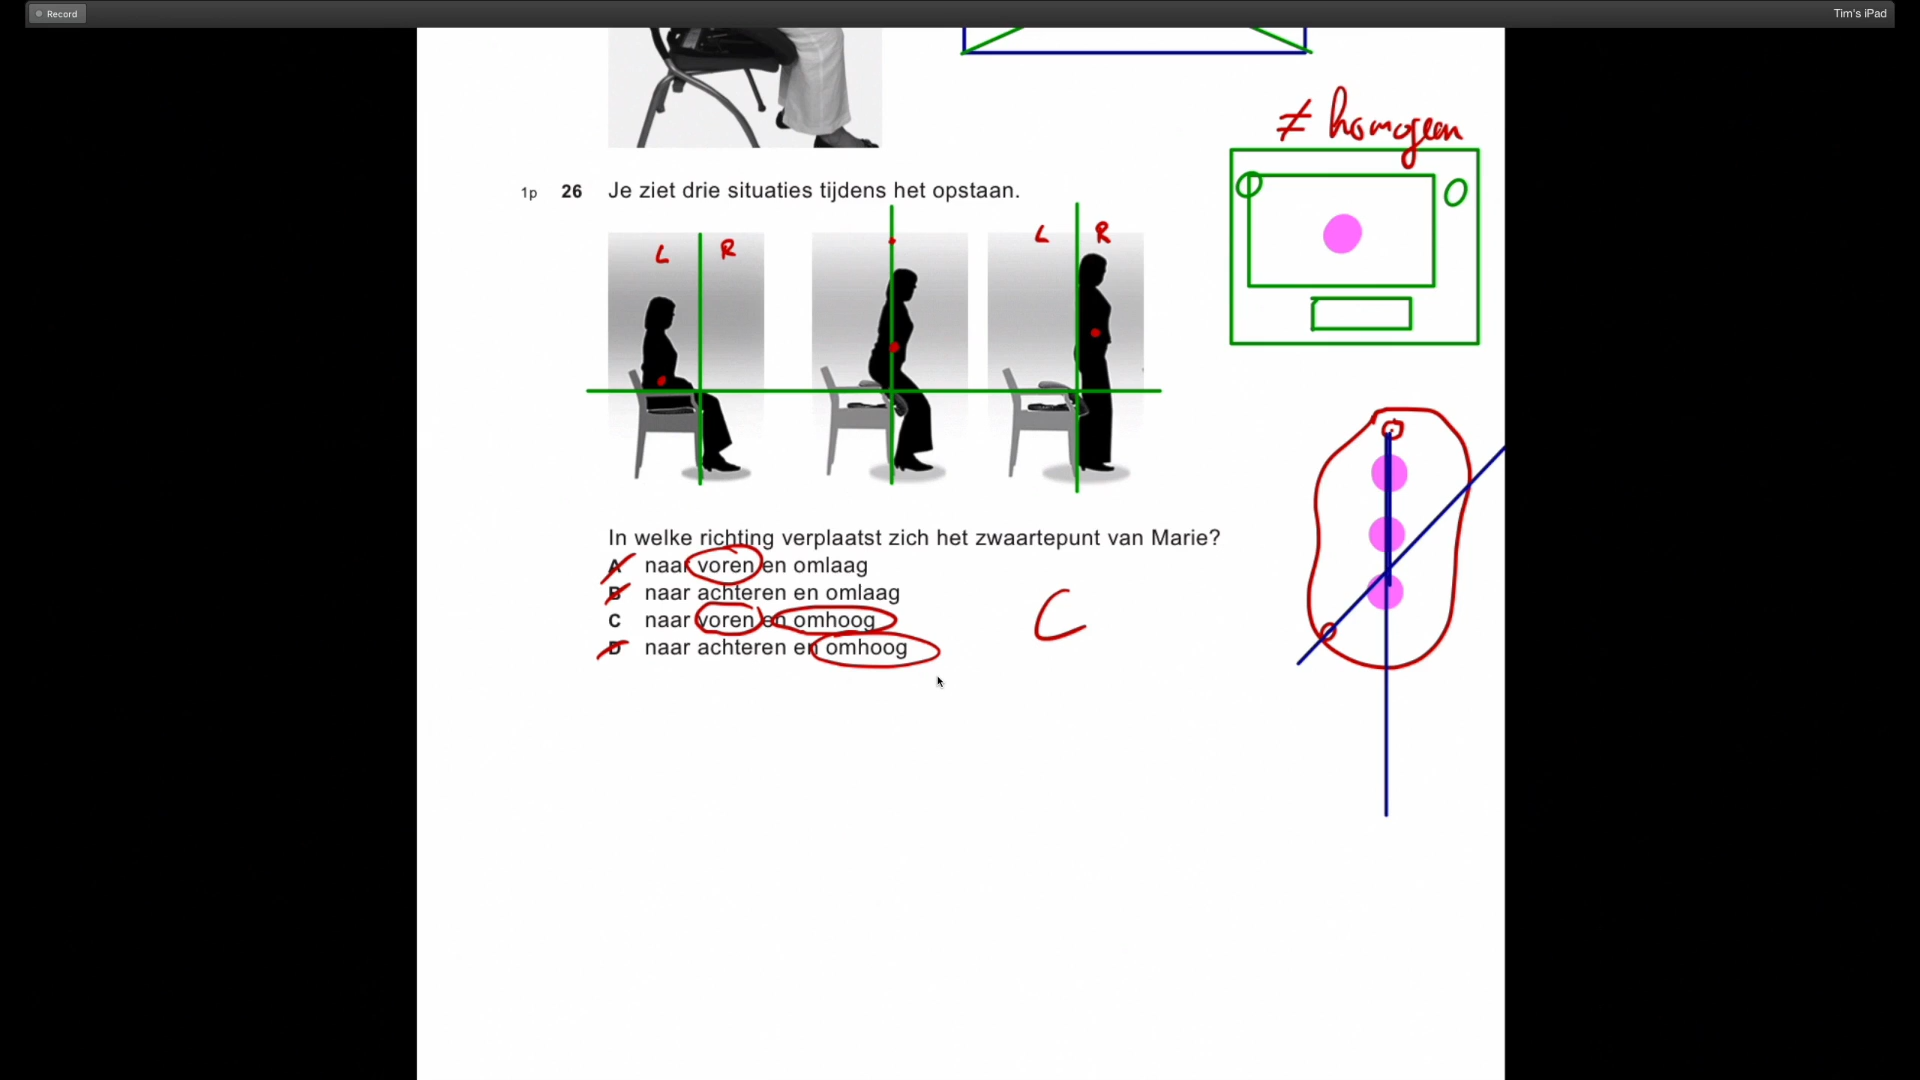 Record
Tim's iPad
≠ homogeen
1p 26 Je ziet drie situaties tijdens het opstaan.
L R
L R
In welke richting verplaatst zich het zwaartepunt van Marie?
A naar voren en omlaag
B naar achteren en omlaag
C naar voren en omhoog
D naar achteren en omhoog
C